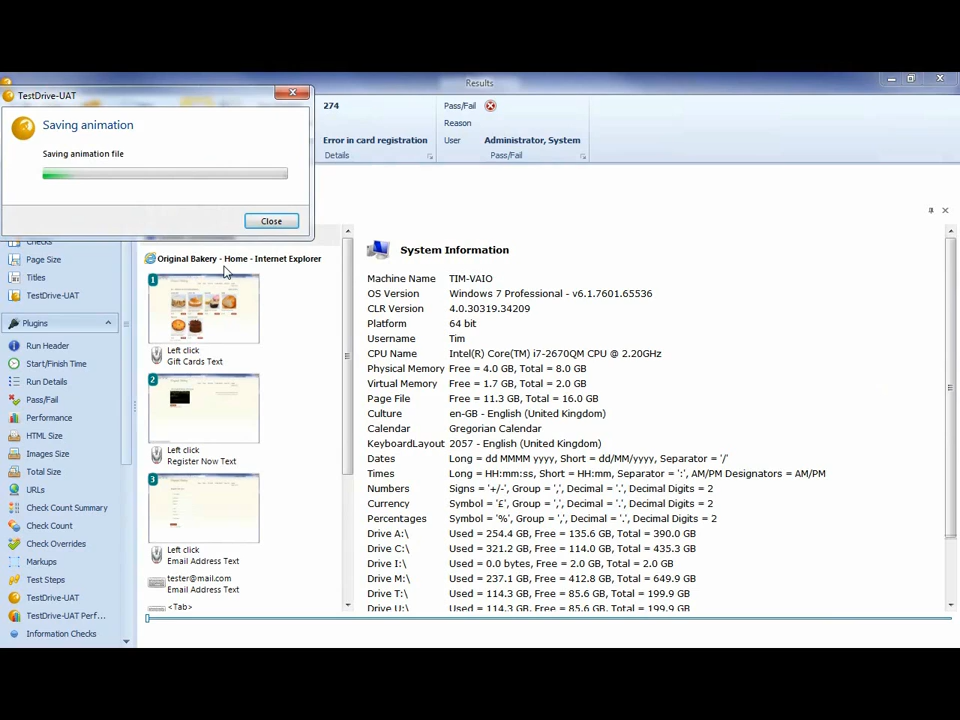 Results
TestDrive-UAT
Saving animation
Saving animation file
Close
274
Error in card registration
Details
Pass/Fail
Reason
User Administrator, System
Pass/Fail
Checks
Page Size
Titles
TestDrive-UAT
Plugins
Run Header
Start/Finish Time
Run Details
Pass/Fail
Performance
HTML Size
Images Size
Total Size
URLs
Check Content Summary
Check Count
Check Overrides
Markups
Test Steps
TestDrive-UAT
TestDrive-UAT Perf...
Information Checks
Original Bakery - Home - Internet Explorer
1
Left click
Gift Cards Text
2
Left click
Register Now Text
3
Left click
Email Address Text
tester@mail.com
Email Address Text
<Tab>
System Information
Machine Name TIM-VAIO
OS Version Windows 7 Professional - v6.1.7601.65536
CLR Version 4.0.30319.34209
Platform 64 bit
Username Tim
CPU Name Intel(R) Core(TM) i7-2670QM CPU @ 2.20GHz
Physical Memory Free = 4.0 GB, Total = 8.0 GB
Virtual Memory Free = 1.7 GB, Total = 2.0 GB
Page File Free = 11.3 GB, Total = 16.0 GB
Culture en-GB - English (United Kingdom)
Calendar Gregorian Calendar
KeyboardLayout 2057 - English (United Kingdom)
Dates Long = dd MMMM yyyy, Short = dd/MM/yyyy, Separator = '/'
Times Long = HH:mm:ss, Short = HH:mm, Separator = ':', AM/PM Designators = AM/PM
Numbers Signs = '+/-', Group = ',', Decimal = '.', Decimal Digits = 2
Currency Symbol = '£', Group = ',', Decimal = '.', Decimal Digits = 2
Percentages Symbol = '%', Group = ',', Decimal = '.', Decimal Digits = 2
Drive A:\ Used = 254.4 GB, Free = 135.6 GB, Total = 390.0 GB
Drive C:\ Used = 321.2 GB, Free = 114.0 GB, Total = 435.3 GB
Drive I:\ Used = 0.0 bytes, Free = 2.0 GB, Total = 2.0 GB
Drive M:\ Used = 237.1 GB, Free = 412.8 GB, Total = 649.9 GB
Drive T:\ Used = 114.3 GB, Free = 85.6 GB, Total = 199.9 GB
Drive U:\ Used = 114.3 GB, Free = 85.6 GB, Total = 199.9 GB